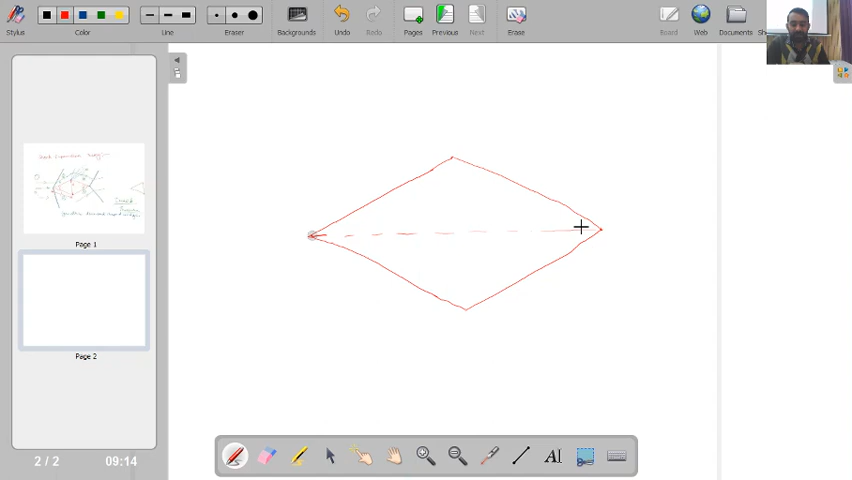 Stylus
Color
Line
Eraser
Backgrounds
Undo
Redo
Pages
Previous
Next
Erase
Board
Web
Documents
Page 1
Page 2
2 / 2
09:14
AI